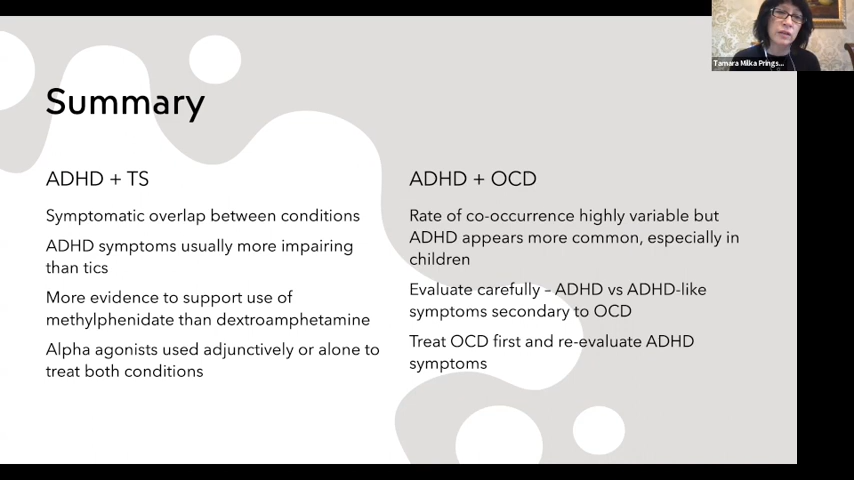 Tamara Milka Prings...
Summary
ADHD + TS
Symptomatic overlap between conditions
ADHD symptoms usually more impairing
than tics
More evidence to support use of
methylphenidate than dextroamphetamine
Alpha agonists used adjunctively or alone to
treat both conditions
ADHD + OCD
Rate of co-occurrence highly variable but
ADHD appears more common, especially in
children
Evaluate carefully – ADHD vs ADHD-like
symptoms secondary to OCD
Treat OCD first and re-evaluate ADHD
symptoms